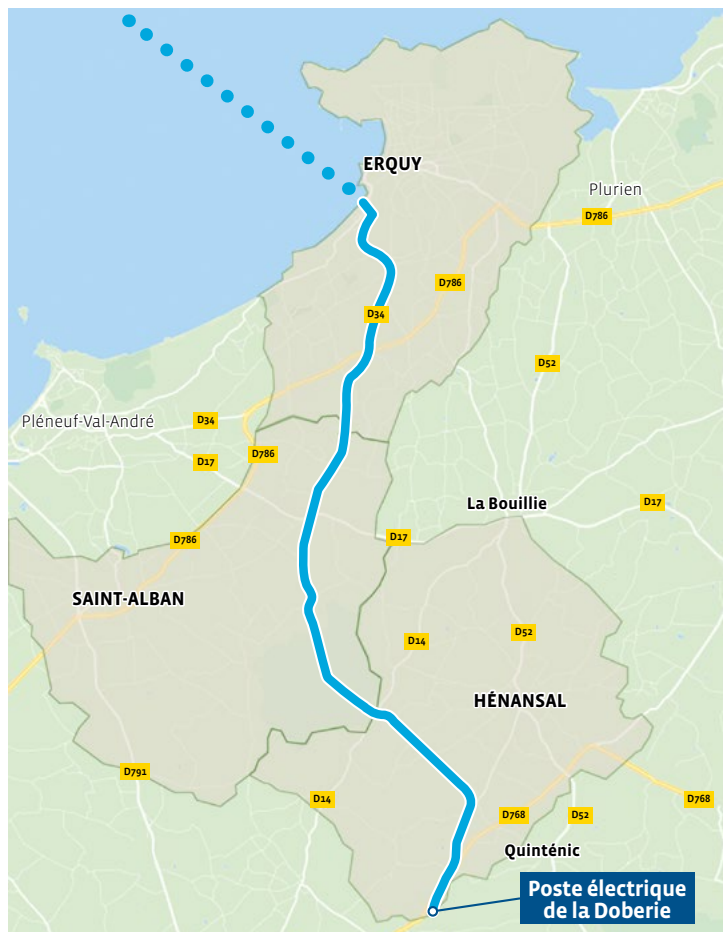 ERQUY
Plurien
D786
D786
D34
D52
Pléneuf-Val-André
D34
D786
D17
La Bouillie
D17
D17
D786
SAINT-ALBAN
D52
D14
HÉNANSAL
D791
D14
D768
D768
D52
Quinténic
Poste électrique
de la Doberie